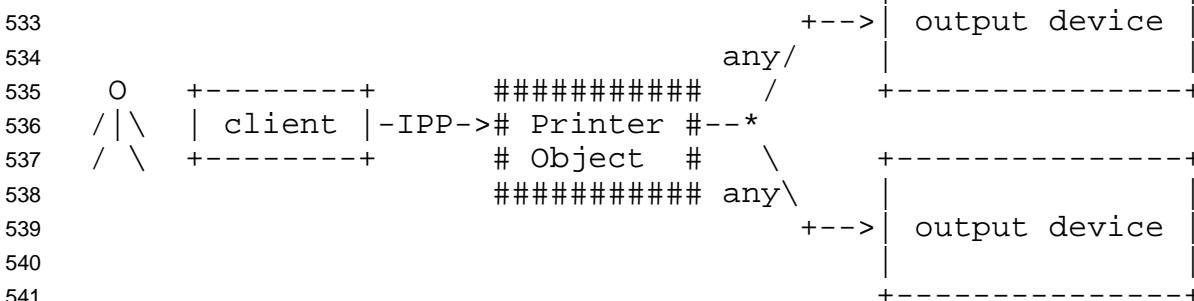 533                                            +-->| output device |
534                                        any/    |               |
535    O    +--------+       ###########   /      +---------------+
536   /|\   | client |-IPP-># Printer #--*
537   / \   +--------+       # Object  #   \      +---------------+
538                          ########### any\    |               |
539                                            +-->| output device |
540                                                |               |
541                                                +---------------+